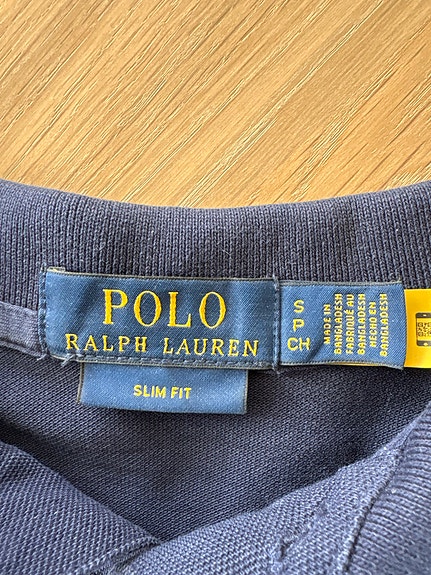 POLO
RALPH LAUREN
SLIM FIT
S
P
CH
MADE IN
BANGLADESH
FABRIQUÉ AU
BANGLADESH
HECHO EN
BANGLADESH